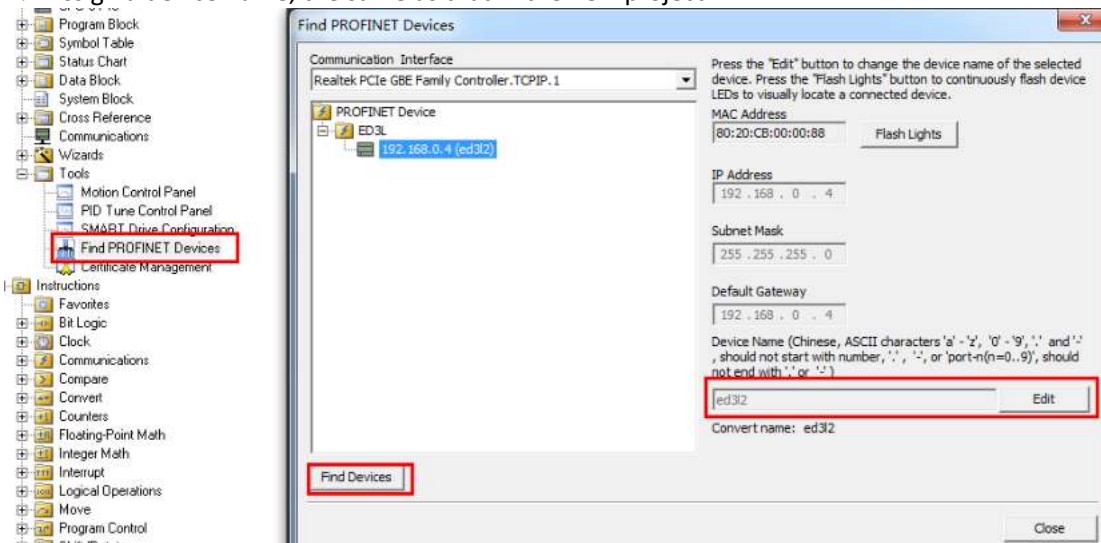 Program Block
Symbol Table
Status Chart
Data Block
System Block
Cross Reference
Communications
Wizards
Tools
Motion Control Panel
PID Tune Control Panel
SMART Drive Configuration
Find PROFINET Devices
Certificate Management
Instructions
Favorites
Bit Logic
Clock
Communications
Compare
Convert
Counters
Floating-Point Math
Integer Math
Interrupt
Logical Operations
Move
Program Control
Find PROFINET Devices
Communication Interface
Realtek PCIe GBE Family Controller.TCPIP.1
PROFINET Device
ED3L
192.168.0.4 (ed3l2)
Find Devices
Press the "Edit" button to change the device name of the selected
device. Press the "Flash Lights" button to continuously flash device
LEDs to visually locate a connected device.
MAC Address
80:20:CB:00:00:88
Flash Lights
IP Address
192 . 168 . 0 . 4
Subnet Mask
255 . 255 . 255 . 0
Default Gateway
192 . 168 . 0 . 4
Device Name (Chinese, ASCII characters 'a' - 'z', '0' - '9', '.' and '-'
, should not start with number, '.' , '-', or 'port-n(n=0..9)', should
not end with '.' or '-' )
ed3l2
Edit
Convert name: ed3l2
Close